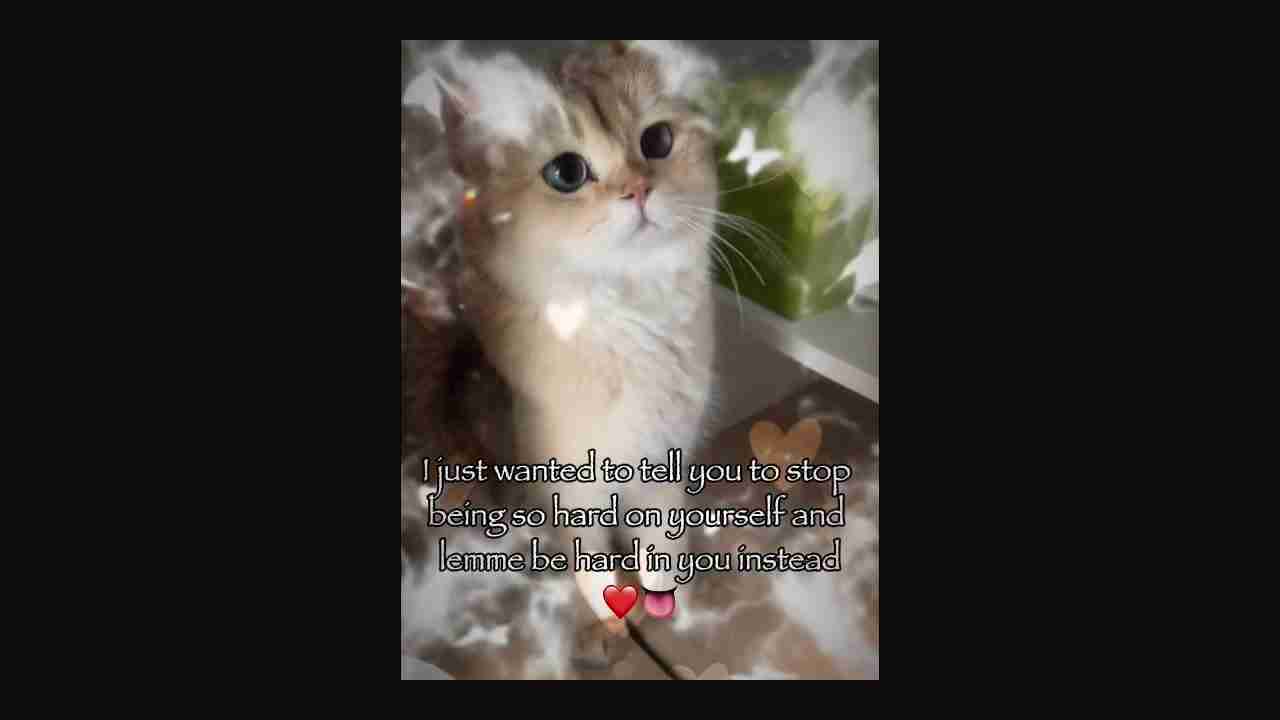 I just wanted to tell you to stop
being so hard on yourself and
lemme be hard in you instead
❤️👅